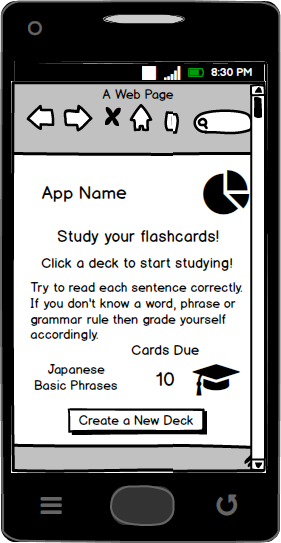 8:30 PM
A Web Page
App Name
Study your flashcards!
Click a deck to start studying!
Try to read each sentence correctly.
If you don't know a word, phrase or
grammar rule then grade yourself
accordingly.
Cards Due
Japanese
Basic Phrases
10
Create a New Deck